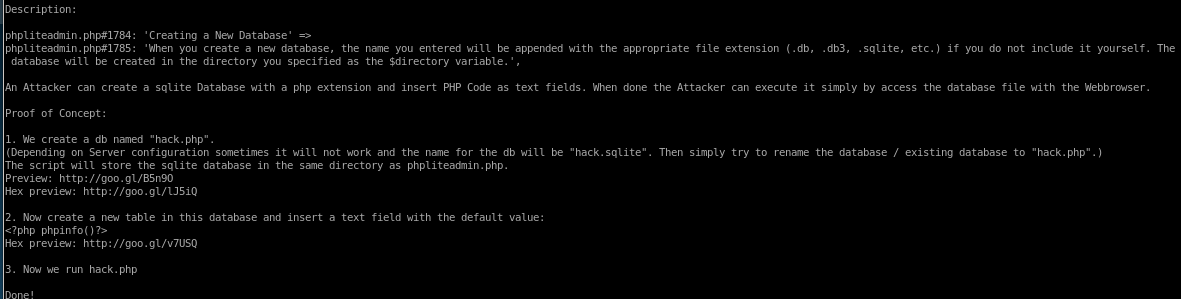 Description:
phpliteadmin.php#1784: 'Creating a New Database' =>
phpliteadmin.php#1785: 'When you create a new database, the name you entered will be appended with the appropriate file extension (.db, .db3, .sqlite, etc.) if you do not include it yourself. The
database will be created in the directory you specified as the $directory variable.',
An Attacker can create a sqlite Database with a php extension and insert PHP Code as text fields. When done the Attacker can execute it simply by access the database file with the Webbrowser.
Proof of Concept:
1. We create a db named "hack.php".
(Depending on Server configuration sometimes it will not work and the name for the db will be "hack.sqlite". Then simply try to rename the database / existing database to "hack.php".)
The script will store the sqlite database in the same directory as phpliteadmin.php.
Preview: http://goo.gl/B5n9O
Hex preview: http://goo.gl/lJ5iQ
2. Now create a new table in this database and insert a text field with the default value:
<?php phpinfo()?>
Hex preview: http://goo.gl/v7USQ
3. Now we run hack.php
Done!